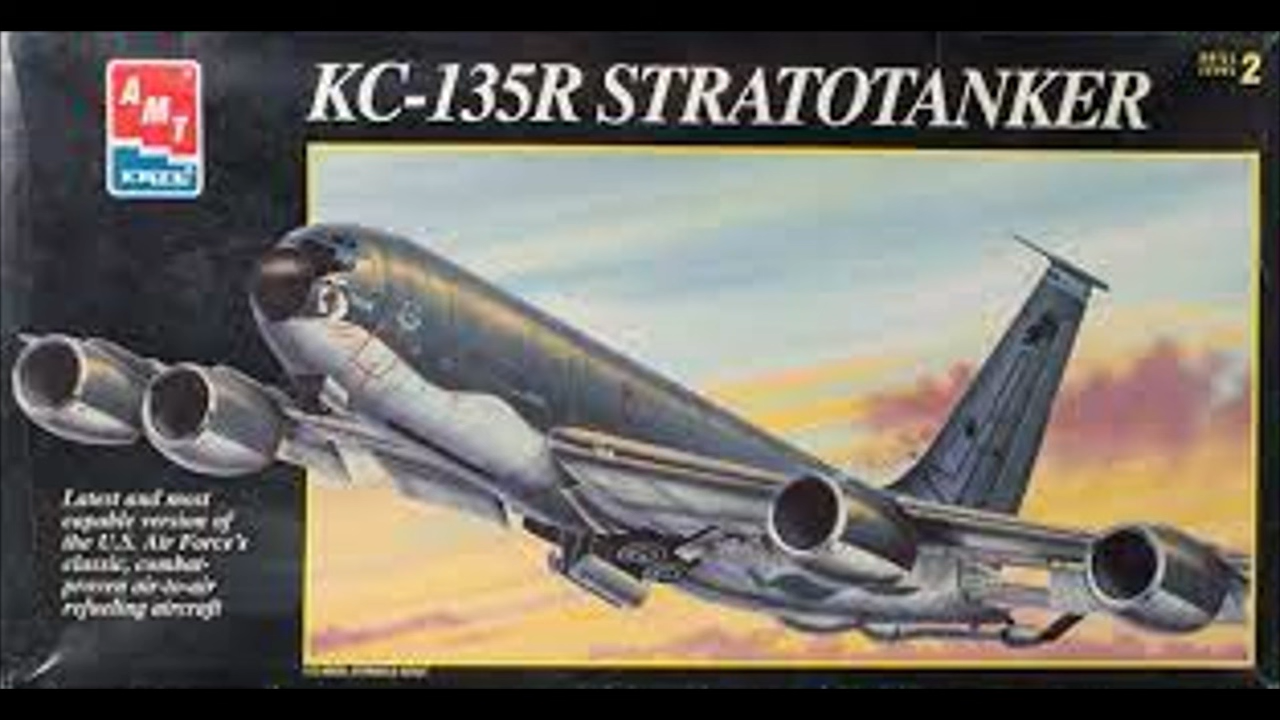 AMT
ERTL
KC-135R STRATOTANKER
SKILL
LEVEL 2
Latest and most
capable version of
the U.S. Air Force's
classic, combat-
proven air-to-air
refueling aircraft